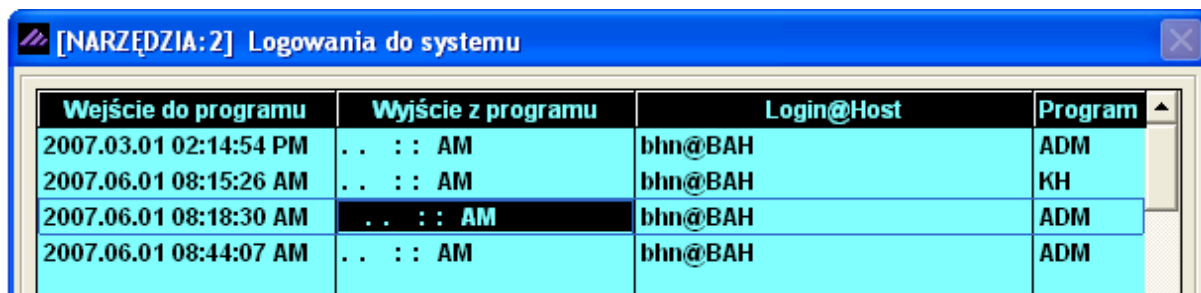 [NARZĘDZIA:2] Logowania do systemu
Wejście do programu Wyjście z programu Login@Host Program
2007.03.01 02:14:54 PM . . : : AM bhn@BAH ADM
2007.06.01 08:15:26 AM . . : : AM bhn@BAH KH
2007.06.01 08:18:30 AM . . : : AM bhn@BAH ADM
2007.06.01 08:44:07 AM . . : : AM bhn@BAH ADM